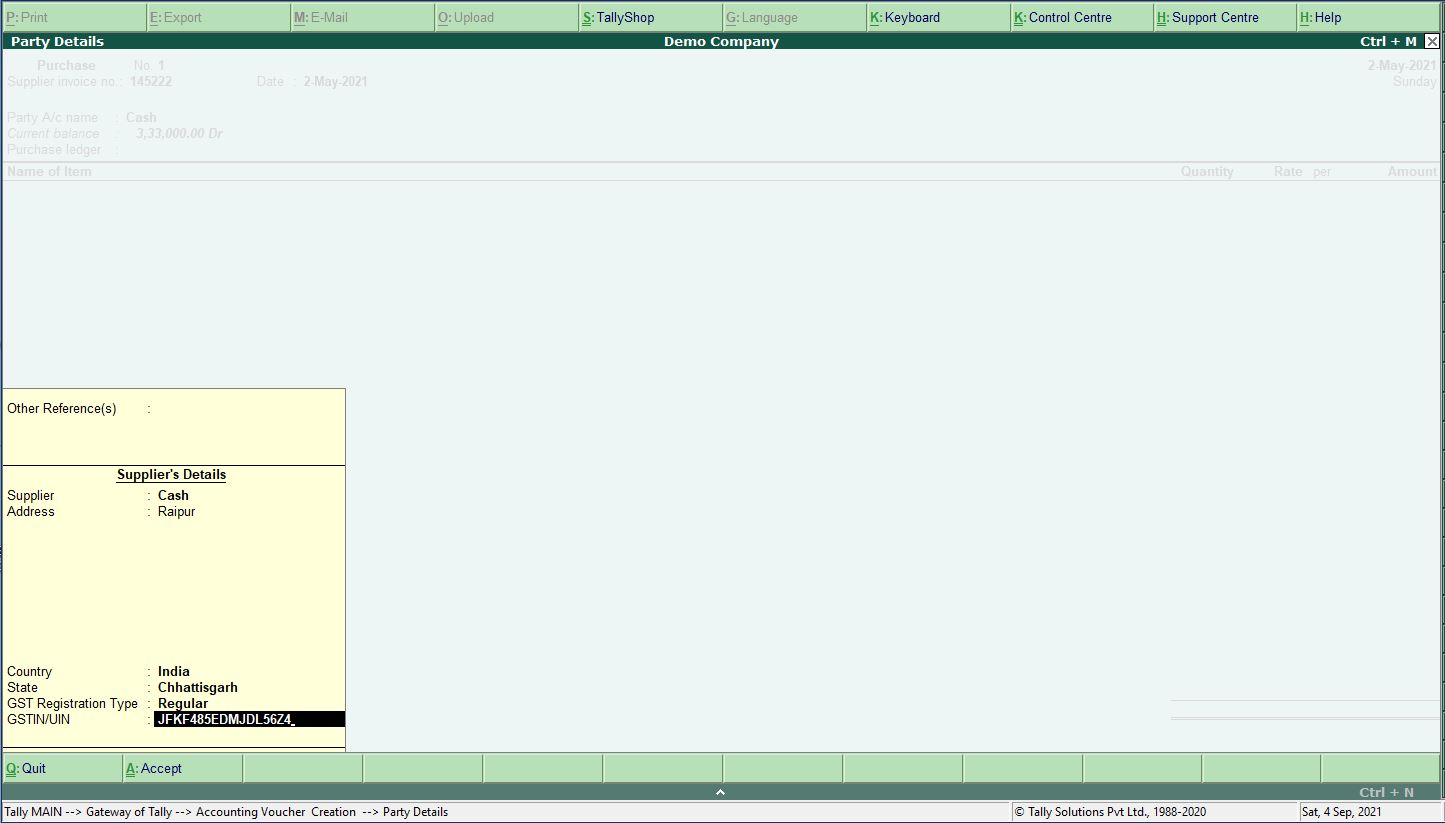 P: Print E: Export M: E-Mail O: Upload S: TallyShop G: Language K: Keyboard K: Control Centre H: Support Centre H: Help
Party Details Demo Company Ctrl + M
Purchase No. 1 2-May-2021
Supplier invoice no.: 145222 Date : 2-May-2021 Sunday
Party A/c name : Cash
Current balance : 3,33,000.00 Dr
Purchase ledger :
Name of Item Quantity Rate per Amount
Other Reference(s) :
Supplier's Details
Supplier : Cash
Address : Raipur
Country : India
State : Chhattisgarh
GST Registration Type : Regular
GSTIN/UIN : JFKF485EDMJDL56Z4_
Q: Quit A: Accept
Ctrl + N
Tally MAIN --> Gateway of Tally --> Accounting Voucher Creation --> Party Details © Tally Solutions Pvt Ltd., 1988-2020 Sat, 4 Sep, 2021